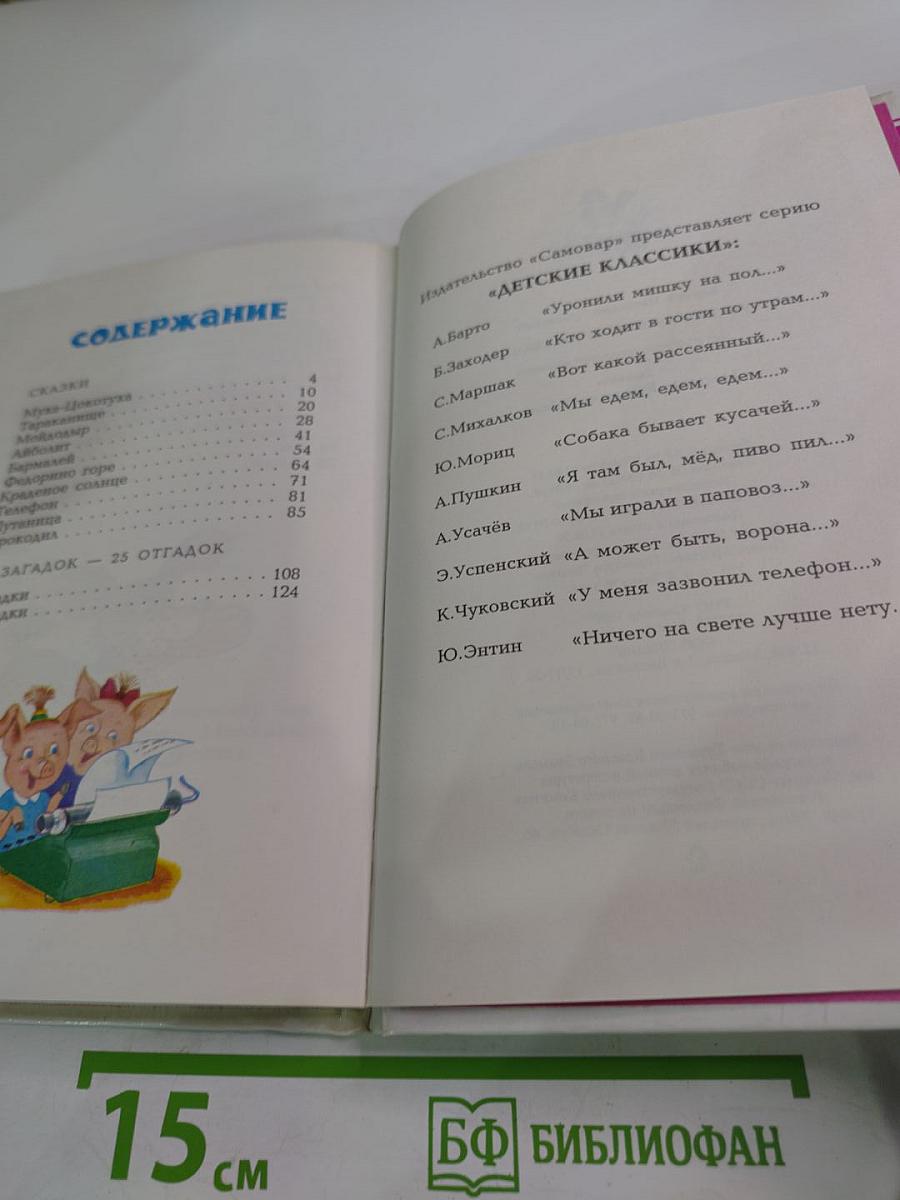 СОДЕРЖАНИЕ
СКАЗКИ
Муха-Цокотуха . . . . . . . . . . . . . 4
Тараканище . . . . . . . . . . . . . . 10
Мойдодыр . . . . . . . . . . . . . . . 20
Айболит . . . . . . . . . . . . . . . . 28
Бармалей . . . . . . . . . . . . . . . 41
Федорино горе . . . . . . . . . . . . 54
Краденое солнце . . . . . . . . . . . 64
Телефон . . . . . . . . . . . . . . . . 71
Путаница . . . . . . . . . . . . . . . 81
рокодил . . . . . . . . . . . . . . . . 85
ЗАГАДОК — 25 ОТГАДОК
дки . . . . . . . . . . . . . . . . . 108
дки . . . . . . . . . . . . . . . . . 124
Издательство «Самовар» представляет серию
«ДЕТСКИЕ КЛАССИКИ»:
А.Барто «Уронили мишку на пол...»
Б.Заходер «Кто ходит в гости по утрам...»
С.Маршак «Вот какой рассеянный...»
С.Михалков «Мы едем, едем, едем...»
Ю.Мориц «Собака бывает кусачей...»
А.Пушкин «Я там был, мёд, пиво пил...»
А.Усачёв «Мы играли в паповоз...»
Э.Успенский «А может быть, ворона...»
К.Чуковский «У меня зазвонил телефон...»
Ю.Энтин «Ничего на свете лучше нету.
15 см
БФ БИБЛИОФАН